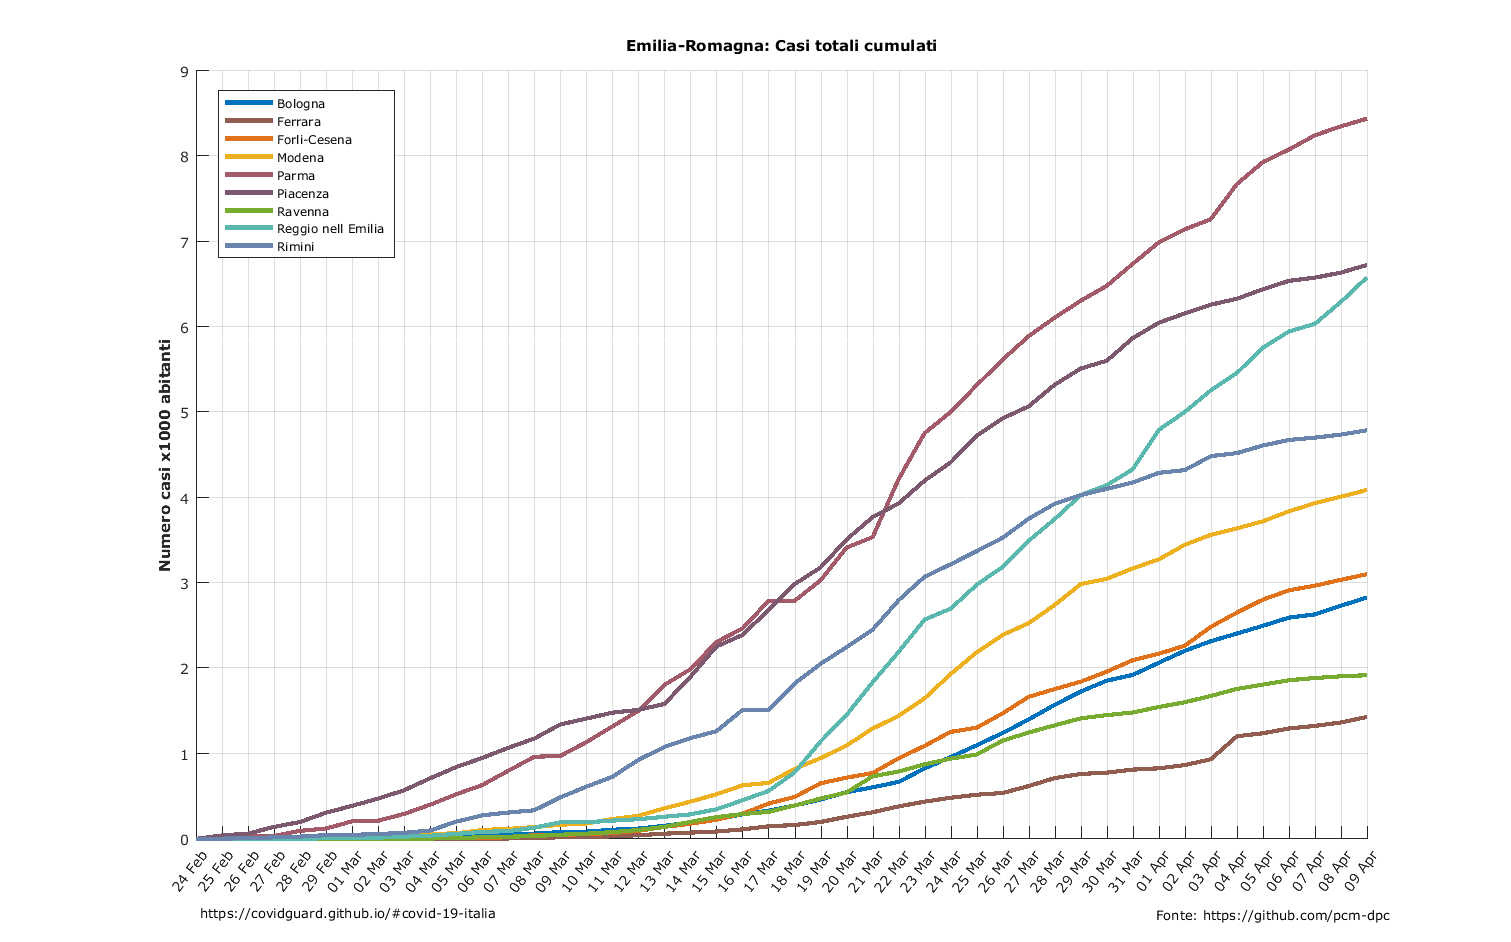 Emilia-Romagna: Casi totali cumulati
9
8
7
6
5
4
3
2
1
0
Numero casi x1000 abitanti
Bologna
Ferrara
Forli-Cesena
Modena
Parma
Piacenza
Ravenna
Reggio nell Emilia
Rimini
24 Feb
25 Feb
26 Feb
27 Feb
28 Feb
29 Feb
01 Mar
02 Mar
03 Mar
04 Mar
05 Mar
06 Mar
07 Mar
08 Mar
09 Mar
10 Mar
11 Mar
12 Mar
13 Mar
14 Mar
15 Mar
16 Mar
17 Mar
18 Mar
19 Mar
20 Mar
21 Mar
22 Mar
23 Mar
24 Mar
25 Mar
26 Mar
27 Mar
28 Mar
29 Mar
30 Mar
31 Mar
01 Apr
02 Apr
03 Apr
04 Apr
05 Apr
06 Apr
07 Apr
08 Apr
09 Apr
https://covidguard.github.io/#covid-19-italia
Fonte: https://github.com/pcm-dpc